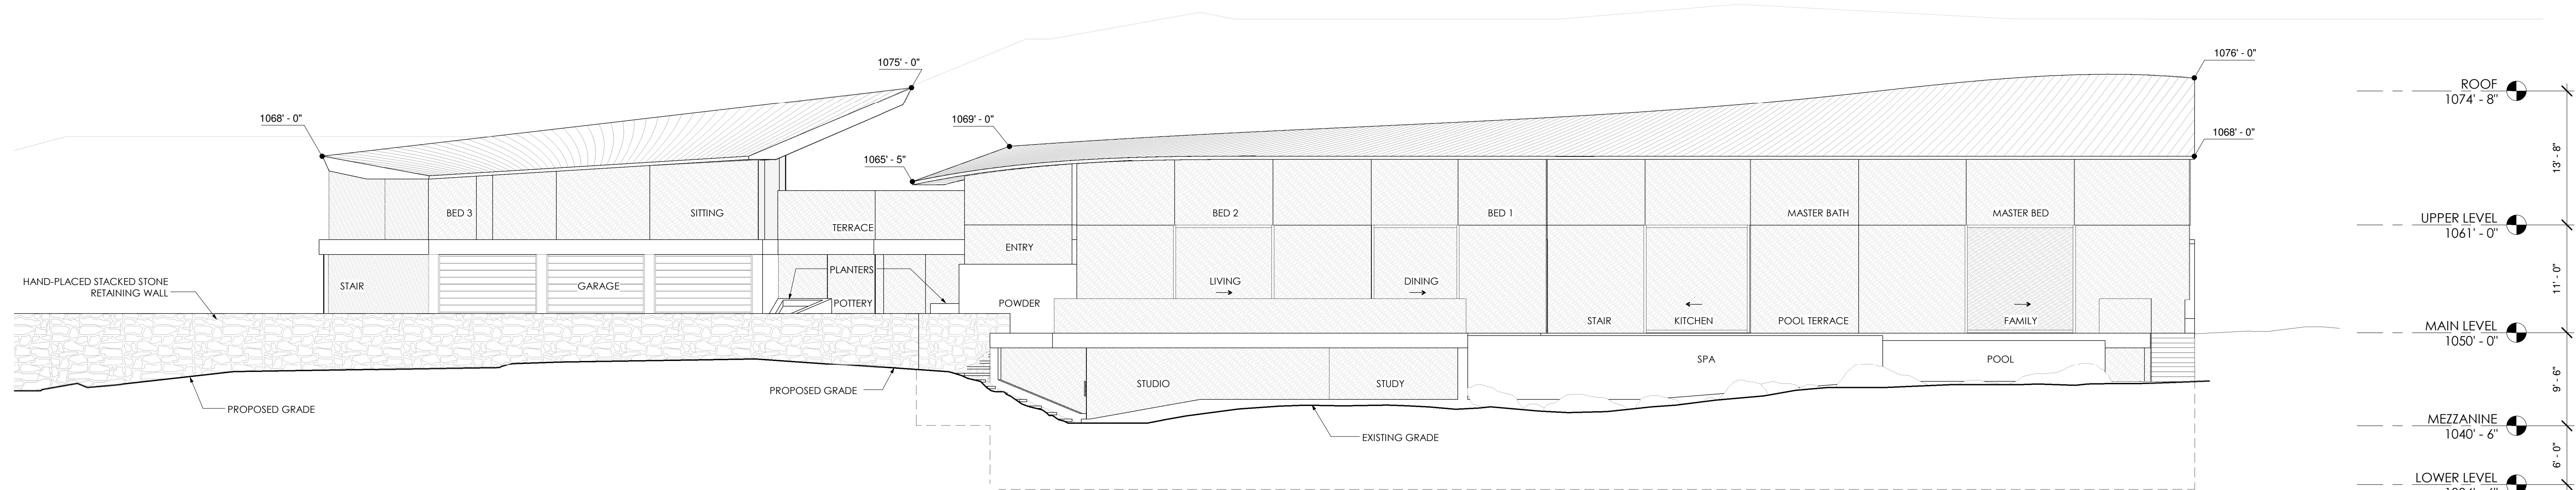 1076' - 0"
1075' - 0"
ROOF
1074' - 8"
1068' - 0"
1069' - 0"
1068' - 0"
1065' - 5"
13' - 8"
BED 3
SITTING
BED 2
BED 1
MASTER BATH
MASTER BED
UPPER LEVEL
1061' - 0"
TERRACE
ENTRY
PLANTERS
HAND-PLACED STACKED STONE
RETAINING WALL
STAIR
GARAGE
POTTERY
POWDER
LIVING
DINING
11' - 0"
STAIR
KITCHEN
POOL TERRACE
FAMILY
MAIN LEVEL
1050' - 0"
SPA
POOL
STUDIO
STUDY
9' - 6"
PROPOSED GRADE
PROPOSED GRADE
EXISTING GRADE
MEZZANINE
1040' - 6"
6' - 0"
LOWER LEVEL